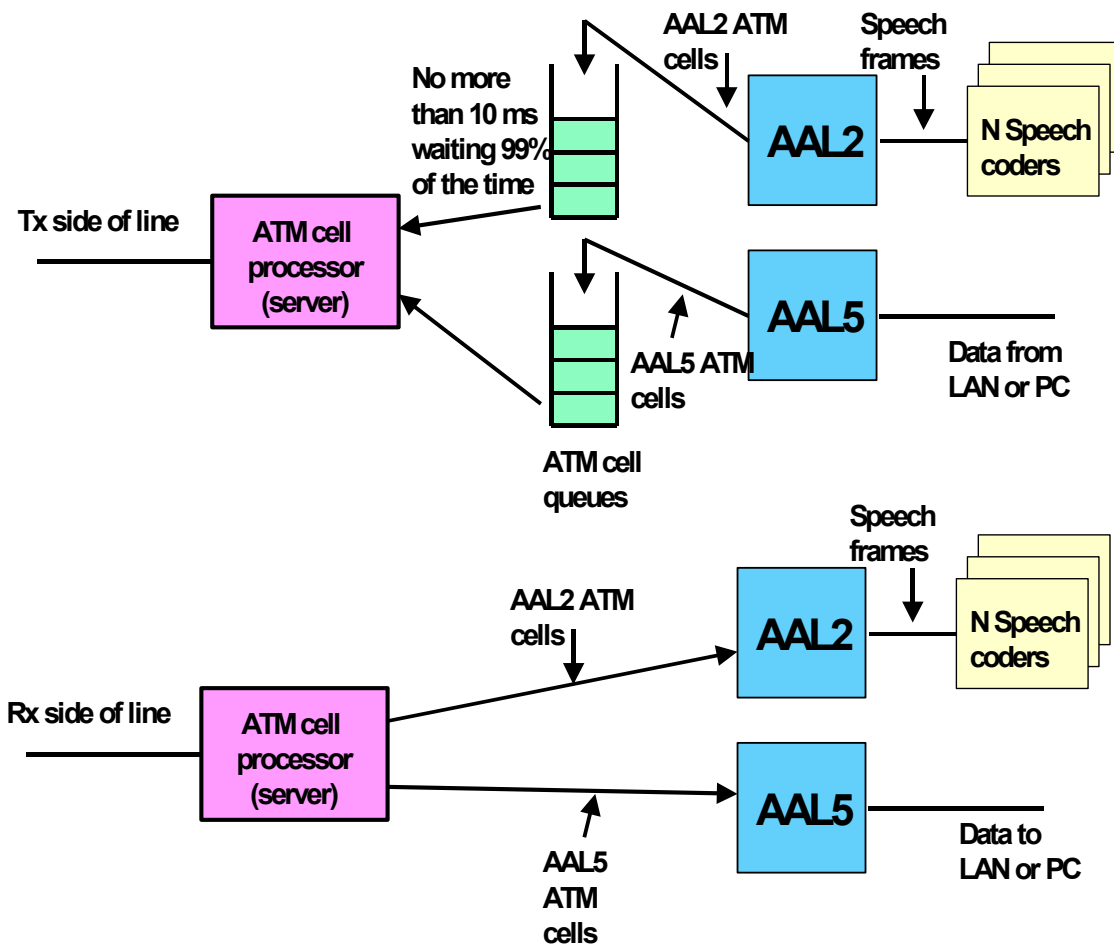 AAL2 ATM
cells
Speech
frames
No more
than 10 ms
waiting 99%
of the time
AAL2
N Speech
coders
Tx side of line
ATM cell
processor
(server)
AAL5
AAL5 ATM
cells
Data from
LAN or PC
ATM cell
queues
Speech
frames
AAL2 ATM
cells
AAL2
N Speech
coders
Rx side of line
ATM cell
processor
(server)
AAL5
AAL5
ATM
cells
Data to
LAN or PC